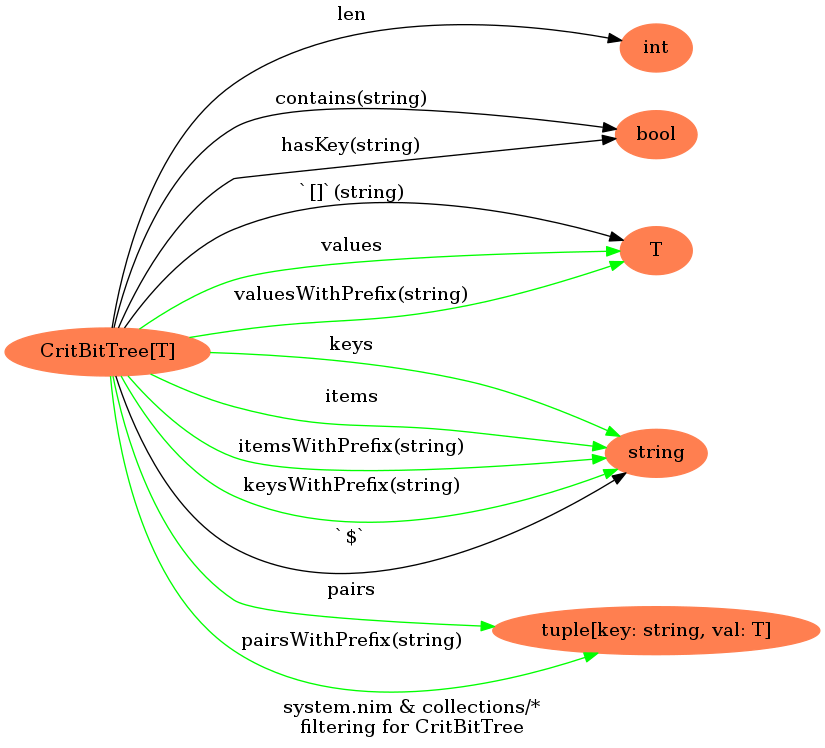 len
int
contains(string)
bool
hasKey(string)
`[]`(string)
values
T
valuesWithPrefix(string)
keys
CritBitTree[T]
items
itemsWithPrefix(string)
string
keysWithPrefix(string)
`$`
pairs
tuple[key: string, val: T]
pairsWithPrefix(string)
system.nim & collections/*
filtering for CritBitTree